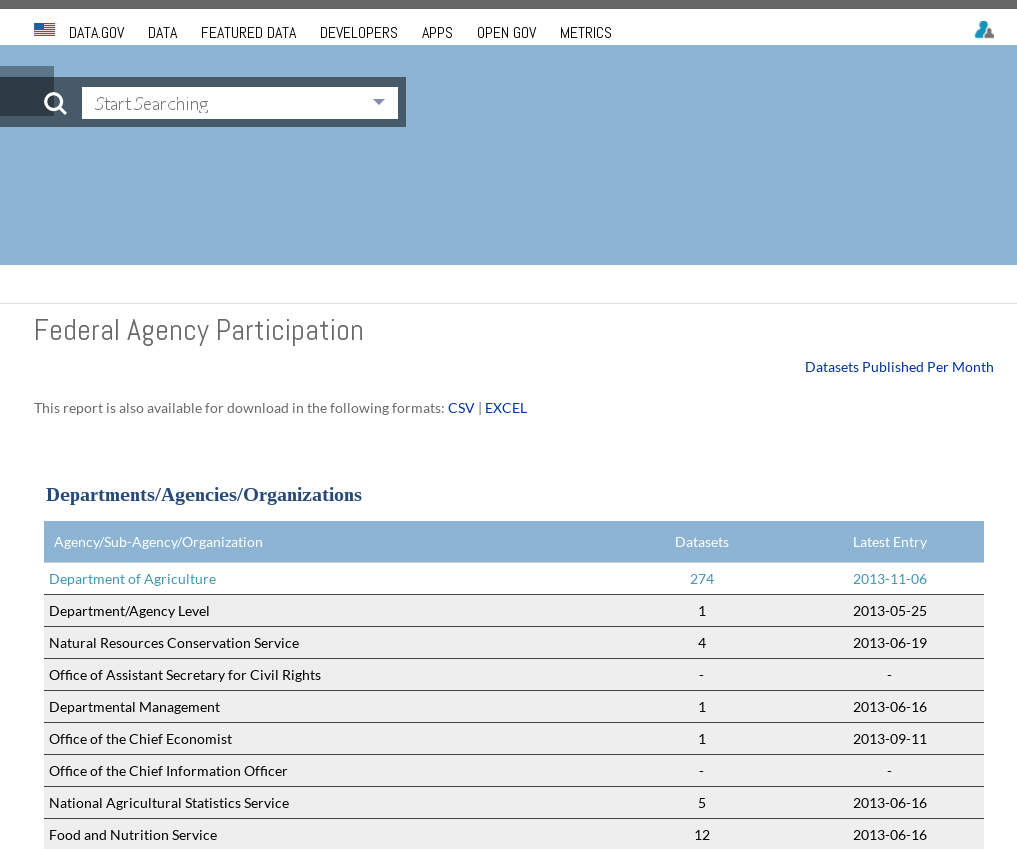 DATA.GOV DATA FEATURED DATA DEVELOPERS APPS OPEN GOV METRICS
Start Searching
Federal Agency Participation
Datasets Published Per Month
This report is also available for download in the following formats: CSV | EXCEL
Departments/Agencies/Organizations
Agency/Sub-Agency/Organization Datasets Latest Entry
Department of Agriculture 274 2013-11-06
Department/Agency Level 1 2013-05-25
Natural Resources Conservation Service 4 2013-06-19
Office of Assistant Secretary for Civil Rights - -
Departmental Management 1 2013-06-16
Office of the Chief Economist 1 2013-09-11
Office of the Chief Information Officer - -
National Agricultural Statistics Service 5 2013-06-16
Food and Nutrition Service 12 2013-06-16